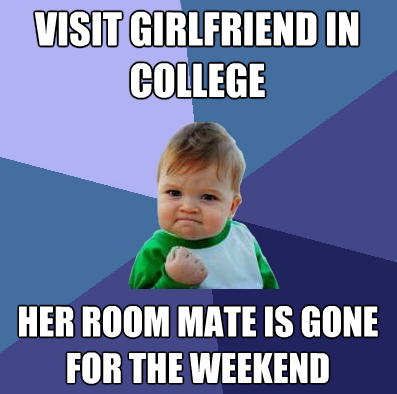 VISIT GIRLFRIEND IN
COLLEGE
HER ROOM MATE IS GONE
FOR THE WEEKEND